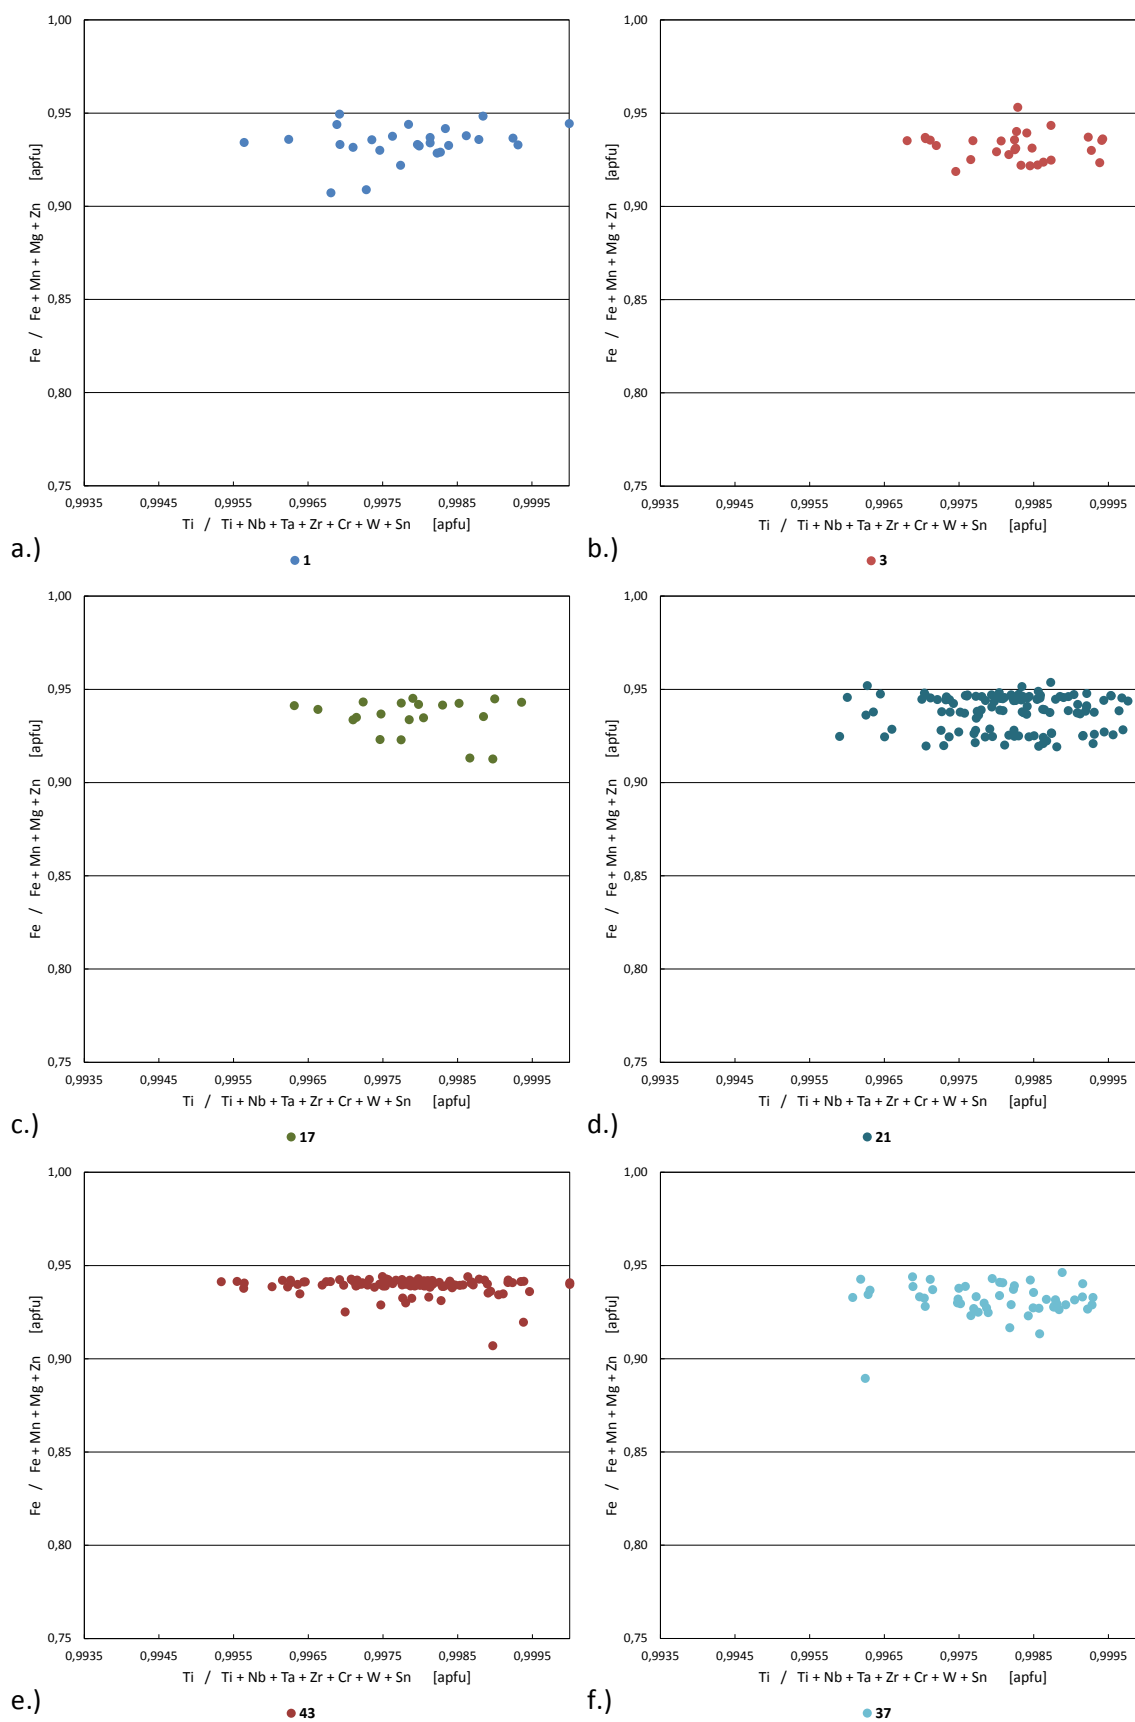 1,00 1,00
0,95 0,95
0,90 0,90
0,85 0,85
0,80 0,80
0,75 0,75
Fe / Fe + Mn + Mg + Zn [apfu] Fe / Fe + Mn + Mg + Zn [apfu]
0,9935 0,9945 0,9955 0,9965 0,9975 0,9985 0,9995 0,9935 0,9945 0,9955 0,9965 0,9975 0,9985 0,9995
Ti / Ti + Nb + Ta + Zr + Cr + W + Sn [apfu] Ti / Ti + Nb + Ta + Zr + Cr + W + Sn [apfu]
a.) b.)
1 3
1,00 1,00
0,95 0,95
0,90 0,90
0,85 0,85
0,80 0,80
0,75 0,75
Fe / Fe + Mn + Mg + Zn [apfu] Fe / Fe + Mn + Mg + Zn [apfu]
0,9935 0,9945 0,9955 0,9965 0,9975 0,9985 0,9995 0,9935 0,9945 0,9955 0,9965 0,9975 0,9985 0,9995
Ti / Ti + Nb + Ta + Zr + Cr + W + Sn [apfu] Ti / Ti + Nb + Ta + Zr + Cr + W + Sn [apfu]
c.) d.)
17 21
1,00 1,00
0,95 0,95
0,90 0,90
0,85 0,85
0,80 0,80
0,75 0,75
Fe / Fe + Mn + Mg + Zn [apfu] Fe / Fe + Mn + Mg + Zn [apfu]
0,9935 0,9945 0,9955 0,9965 0,9975 0,9985 0,9995 0,9935 0,9945 0,9955 0,9965 0,9975 0,9985 0,9995
Ti / Ti + Nb + Ta + Zr + Cr + W + Sn [apfu] Ti / Ti + Nb + Ta + Zr + Cr + W + Sn [apfu]
e.) f.)
43 37